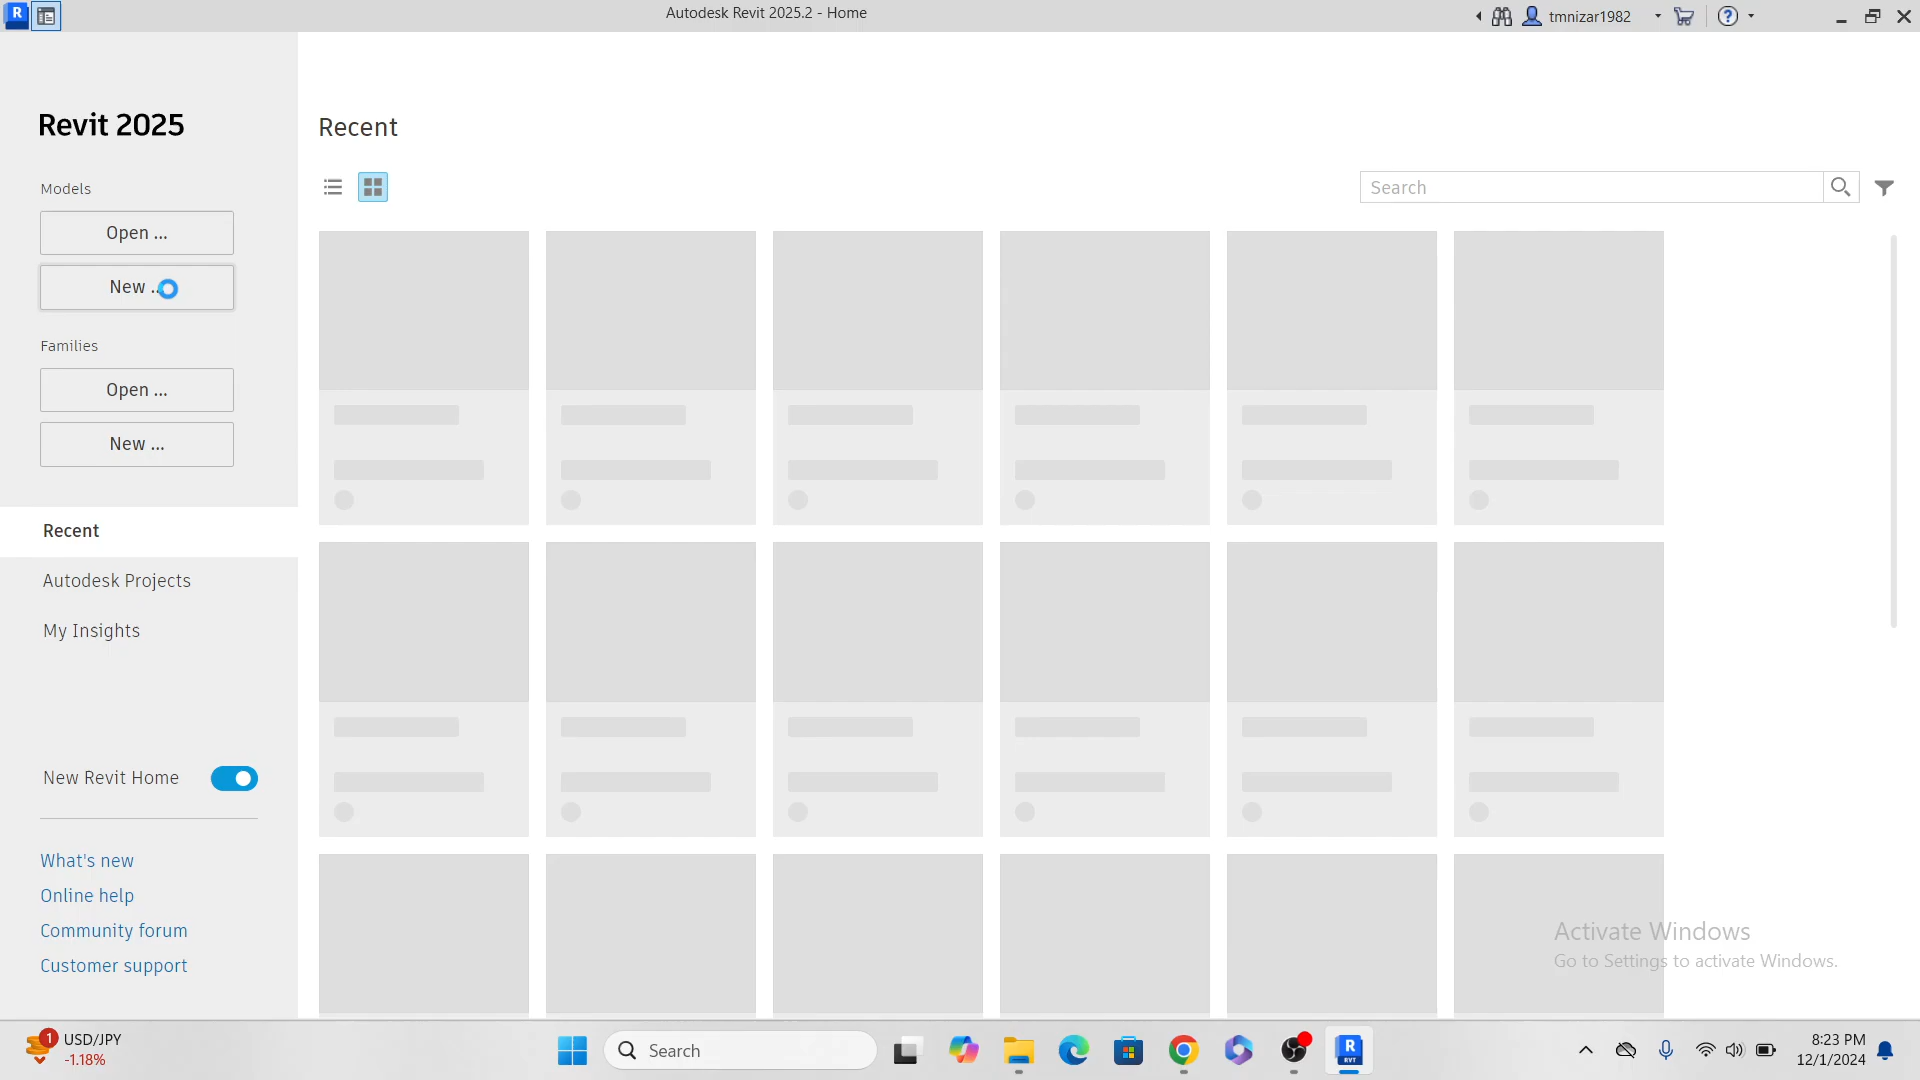 R
Autodesk Revit 2025.2 - Home
tmnizar1982
Revit 2025
Models
Open ...
New ...
Families
Open ...
New ...
Recent
Autodesk Projects
My Insights
New Revit Home
What's new
Online help
Community forum
Customer support
Recent
Search
Activate Windows
Go to Settings to activate Windows.
1
USD/JPY
-1.18%
Search
R
RVT
8:23 PM
12/1/2024